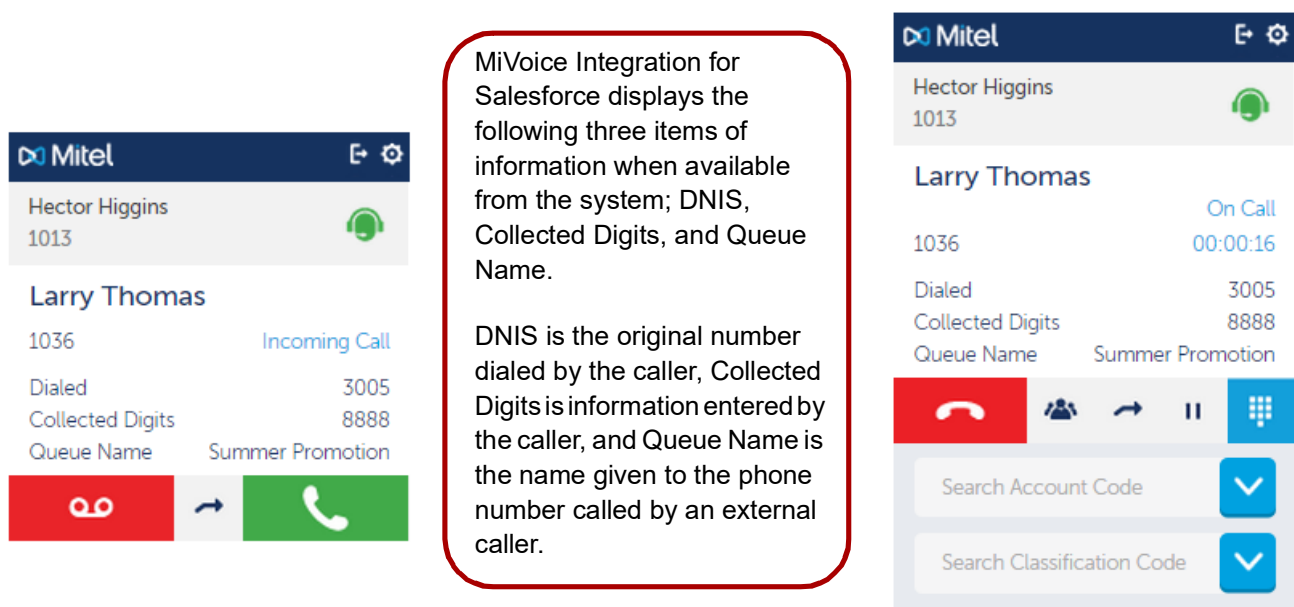 Mitel
Hector Higgins
1013
Larry Thomas
1036 Incoming Call
Dialed 3005
Collected Digits 8888
Queue Name Summer Promotion
MiVoice Integration for
Salesforce displays the
following three items of
information when available
from the system; DNIS,
Collected Digits, and Queue
Name.
DNIS is the original number
dialed by the caller, Collected
Digits is information entered by
the caller, and Queue Name is
the name given to the phone
number called by an external
caller.
Mitel
Hector Higgins
1013
Larry Thomas
On Call
1036 00:00:16
Dialed 3005
Collected Digits 8888
Queue Name Summer Promotion
Search Account Code
Search Classification Code